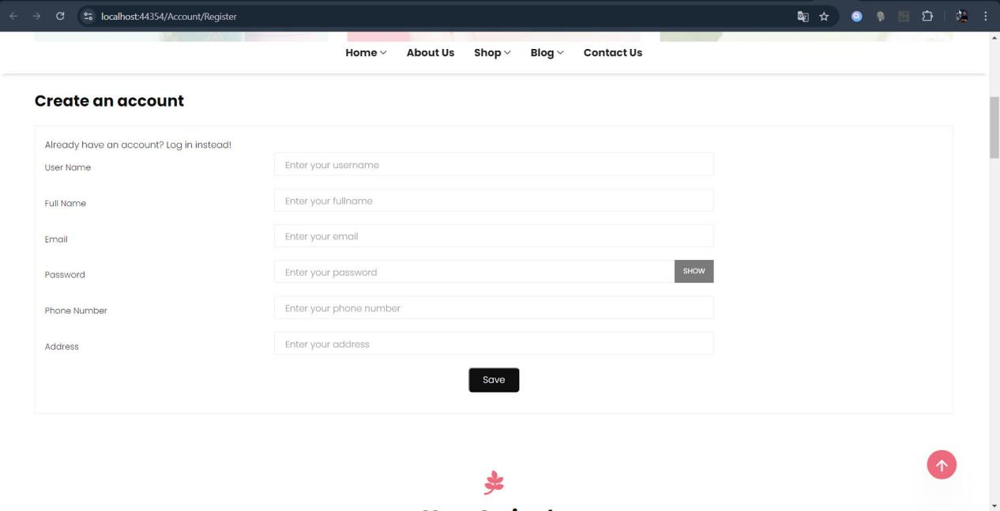 localhost:44354/Account/Register
Home About Us Shop Blog Contact Us
Create an account
Already have an account? Log in instead!
User Name Enter your username
Full Name Enter your fullname
Email Enter your email
Password Enter your password SHOW
Phone Number Enter your phone number
Address Enter your address
Save